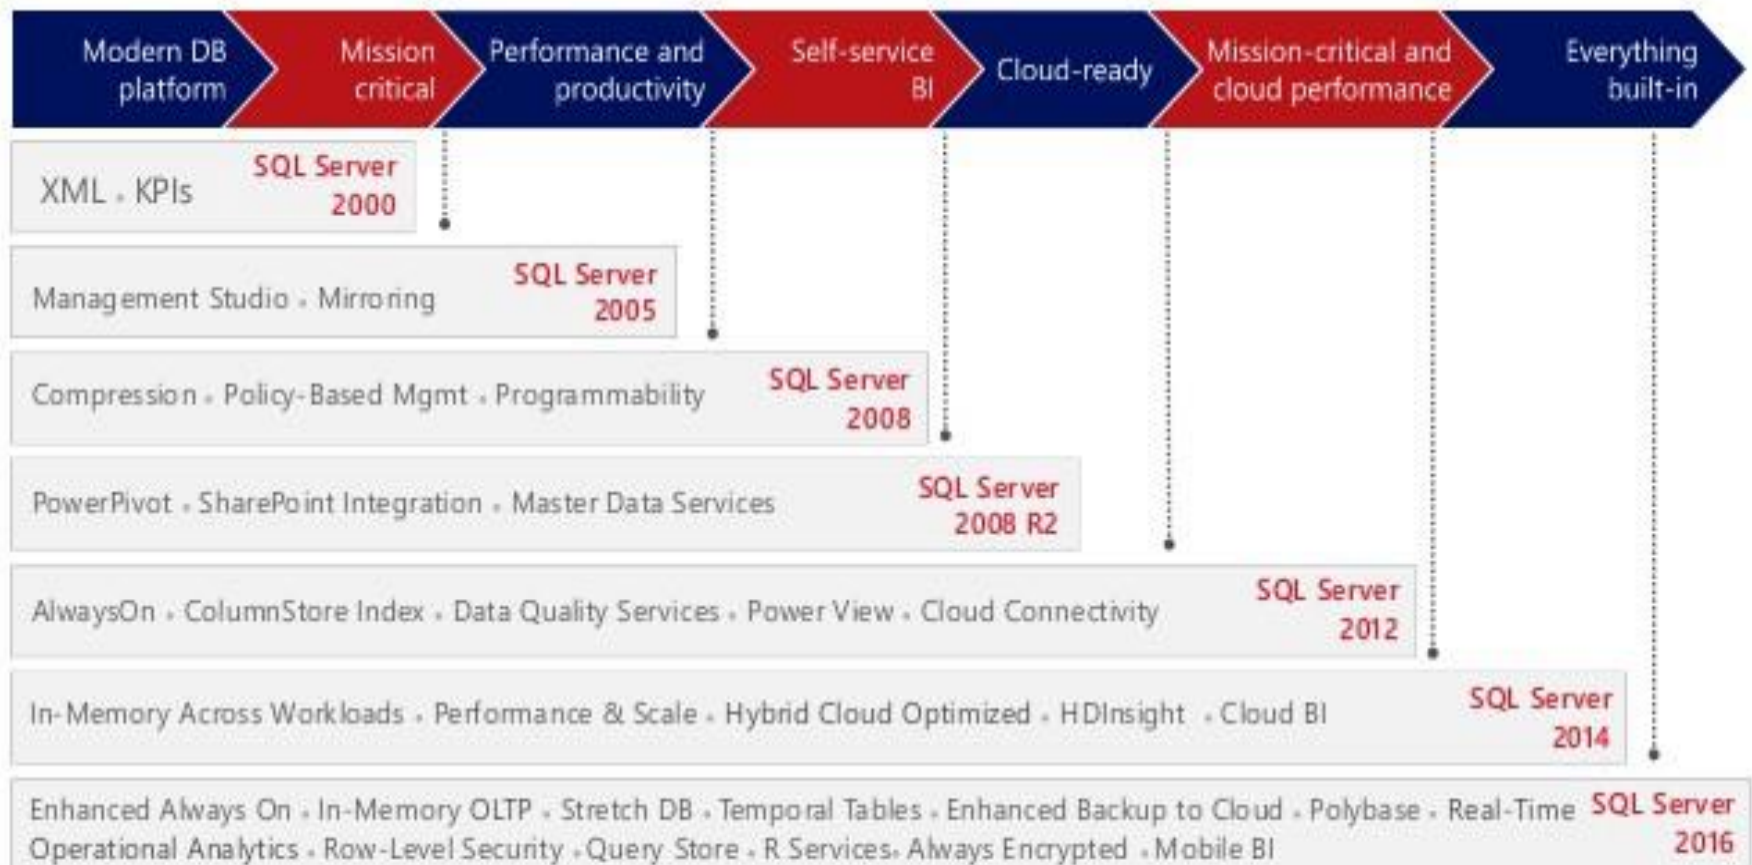 Modern DB
platform
Mission
critical
Performance and
productivity
Self-service
BI
Cloud-ready
Mission-critical and
cloud performance
Everything
built-in
XML • KPIs
SQL Server
2000
Management Studio • Mirroring
SQL Server
2005
Compression • Policy-Based Mgmt • Programmability
SQL Server
2008
PowerPivot • SharePoint Integration • Master Data Services
SQL Server
2008 R2
AlwaysOn • ColumnStore Index • Data Quality Services • Power View • Cloud Connectivity
SQL Server
2012
In-Memory Across Workloads • Performance & Scale • Hybrid Cloud Optimized • HDInsight • Cloud BI
SQL Server
2014
Enhanced Always On • In-Memory OLTP • Stretch DB • Temporal Tables • Enhanced Backup to Cloud • Polybase • Real-Time
Operational Analytics • Row-Level Security • Query Store • R Services • Always Encrypted • Mobile BI
SQL Server
2016